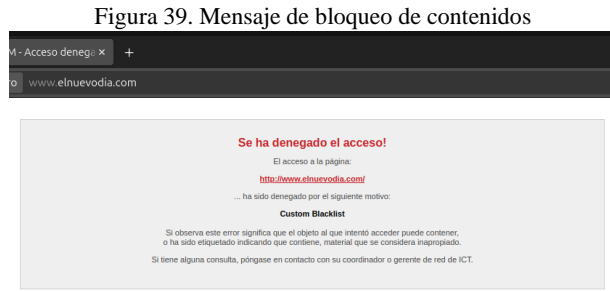 Figura 39. Mensaje de bloqueo de contenidos
M - Acceso denega × +
ro www.elnuevodia.com
Se ha denegado el acceso!
El acceso a la página:
http://www.elnuevodia.com/
... ha sido denegado por el siguiente motivo:
Custom Blacklist
Si observa este error significa que el objeto al que intentó acceder puede contener,
o ha sido etiquetado indicando que contiene, material que se considera inapropiado.
Si tiene alguna consulta, póngase en contacto con su coordinador o gerente de red de ICT.